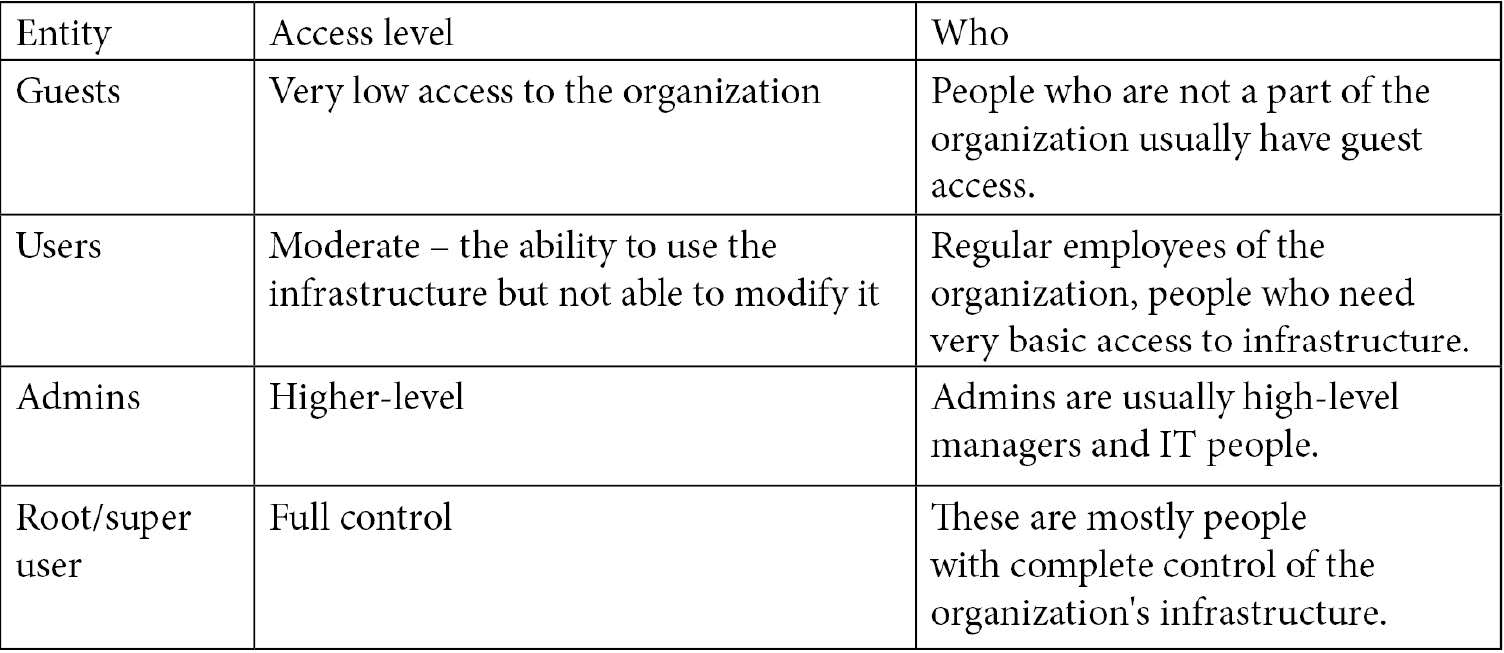 Entity
Access level
Who
Guests
Very low access to the organization
People who are not a part of the
organization usually have guest
access.
Users
Moderate – the ability to use the
infrastructure but not able to modify it
Regular employees of the
organization, people who need
very basic access to infrastructure.
Admins
Higher-level
Admins are usually high-level
managers and IT people.
Root/super
user
Full control
These are mostly people
with complete control of the
organization's infrastructure.